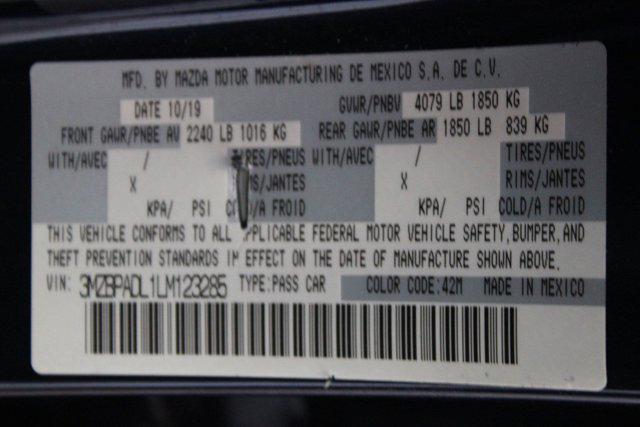 MFD. BY MAZDA MOTOR MANUFACTURING DE MEXICO S.A. DE C.V.
DATE 10/19 GVWR/PNBV 4079 LB 1850 KG
FRONT GAWR/PNBE AV 2240 LB 1016 KG REAR GAWR/PNBE AR 1850 LB 839 KG
WITH/AVEC / TIRES/PNEUS WITH/AVEC / TIRES/PNEUS
X RIMS/JANTES X RIMS/JANTES
KPA/ PSI COLD/A FROID KPA/ PSI COLD/A FROID
THIS VEHICLE CONFORMS TO ALL APPLICABLE FEDERAL MOTOR VEHICLE SAFETY, BUMPER, AND
THEFT PREVENTION STANDARDS IN EFFECT ON THE DATE OF MANUFACTURE SHOWN ABOVE.
VIN: 3MZBPADL1LM123285 TYPE:PASS CAR COLOR CODE:42M MADE IN MEXICO